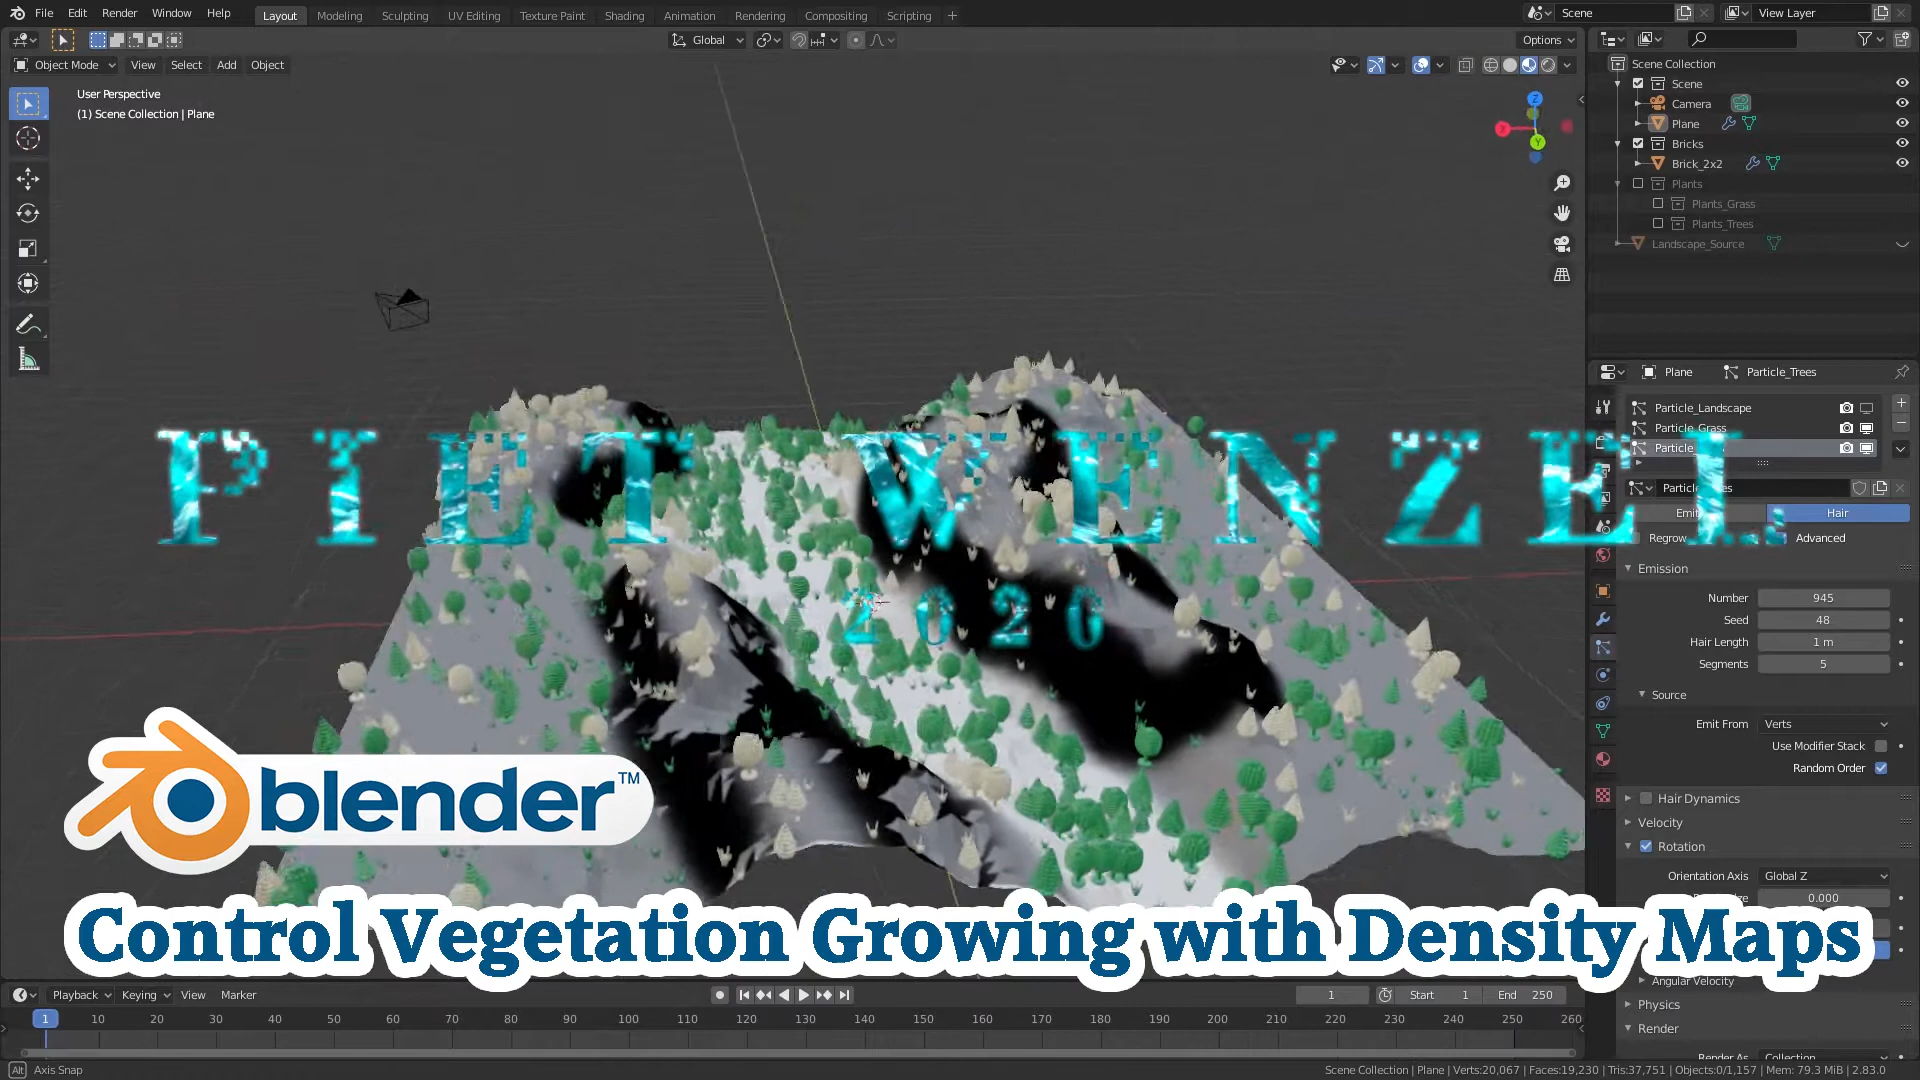 File Edit Render Window Help
Layout Modeling Sculpting UV Editing Texture Paint Shading Animation Rendering Compositing Scripting +
Scene
View Layer
Global
Options
Object Mode View Select Add Object
User Perspective
(1) Scene Collection | Plane
Z
X
Y
Scene Collection
Scene
Camera
Plane
Bricks
Brick_2x2
Plants
Plants_Grass
Plants_Trees
Landscape_Source
Plane Particle_Trees
Particle_Landscape
Particle_Grass
Hair
Regrow
Advanced
Emission
Number 945
Seed 48
Hair Length 1 m
Segments 5
Source
Emit From Verts
Use Modifier Stack
Random Order
Hair Dynamics
Velocity
Rotation
Orientation Axis Global Z
0.000
Angular Velocity
Physics
Render
Render As Collection
PIET WENZEL
2020
blender™
Control Vegetation Growing with Density Maps
Playback Keying View Marker
1 Start 1 End 250
1 10 20 30 40 50 60 70 80 90 100 110 120 130 140 150 160 170 180 190 200 210 220 230 240 250 260
Alt Axis Snap
Scene Collection | Plane | Verts:20,067 | Faces:19,230 | Tris:37,751 | Objects:0/1,157 | Mem: 79.3 MiB | 2.83.0